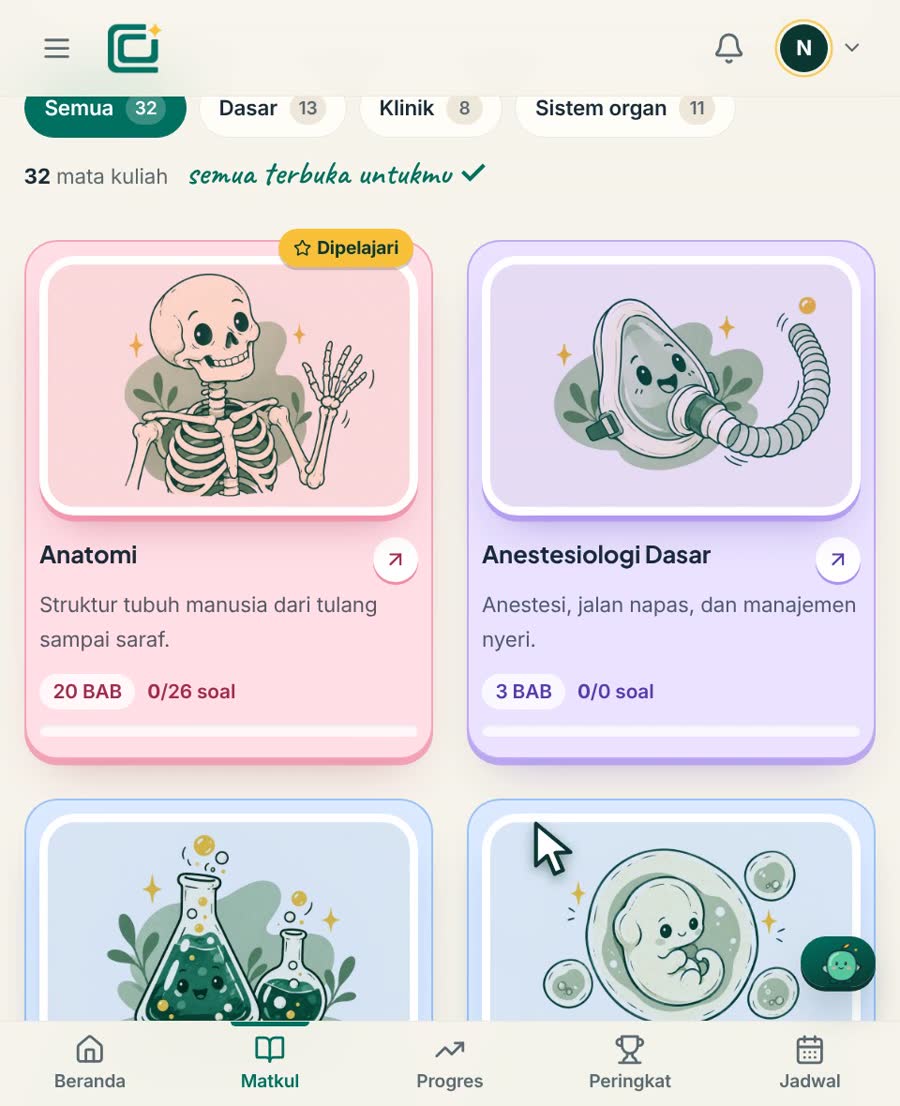 N
Semua 32 Dasar 13 Klinik 8 Sistem organ 11
32 mata kuliah semua terbuka untukmu
Dipelajari
Anatomi
Struktur tubuh manusia dari tulang
sampai saraf.
20 BAB 0/26 soal
Anestesiologi Dasar
Anestesi, jalan napas, dan manajemen
nyeri.
3 BAB 0/0 soal
Beranda Matkul Progres Peringkat Jadwal